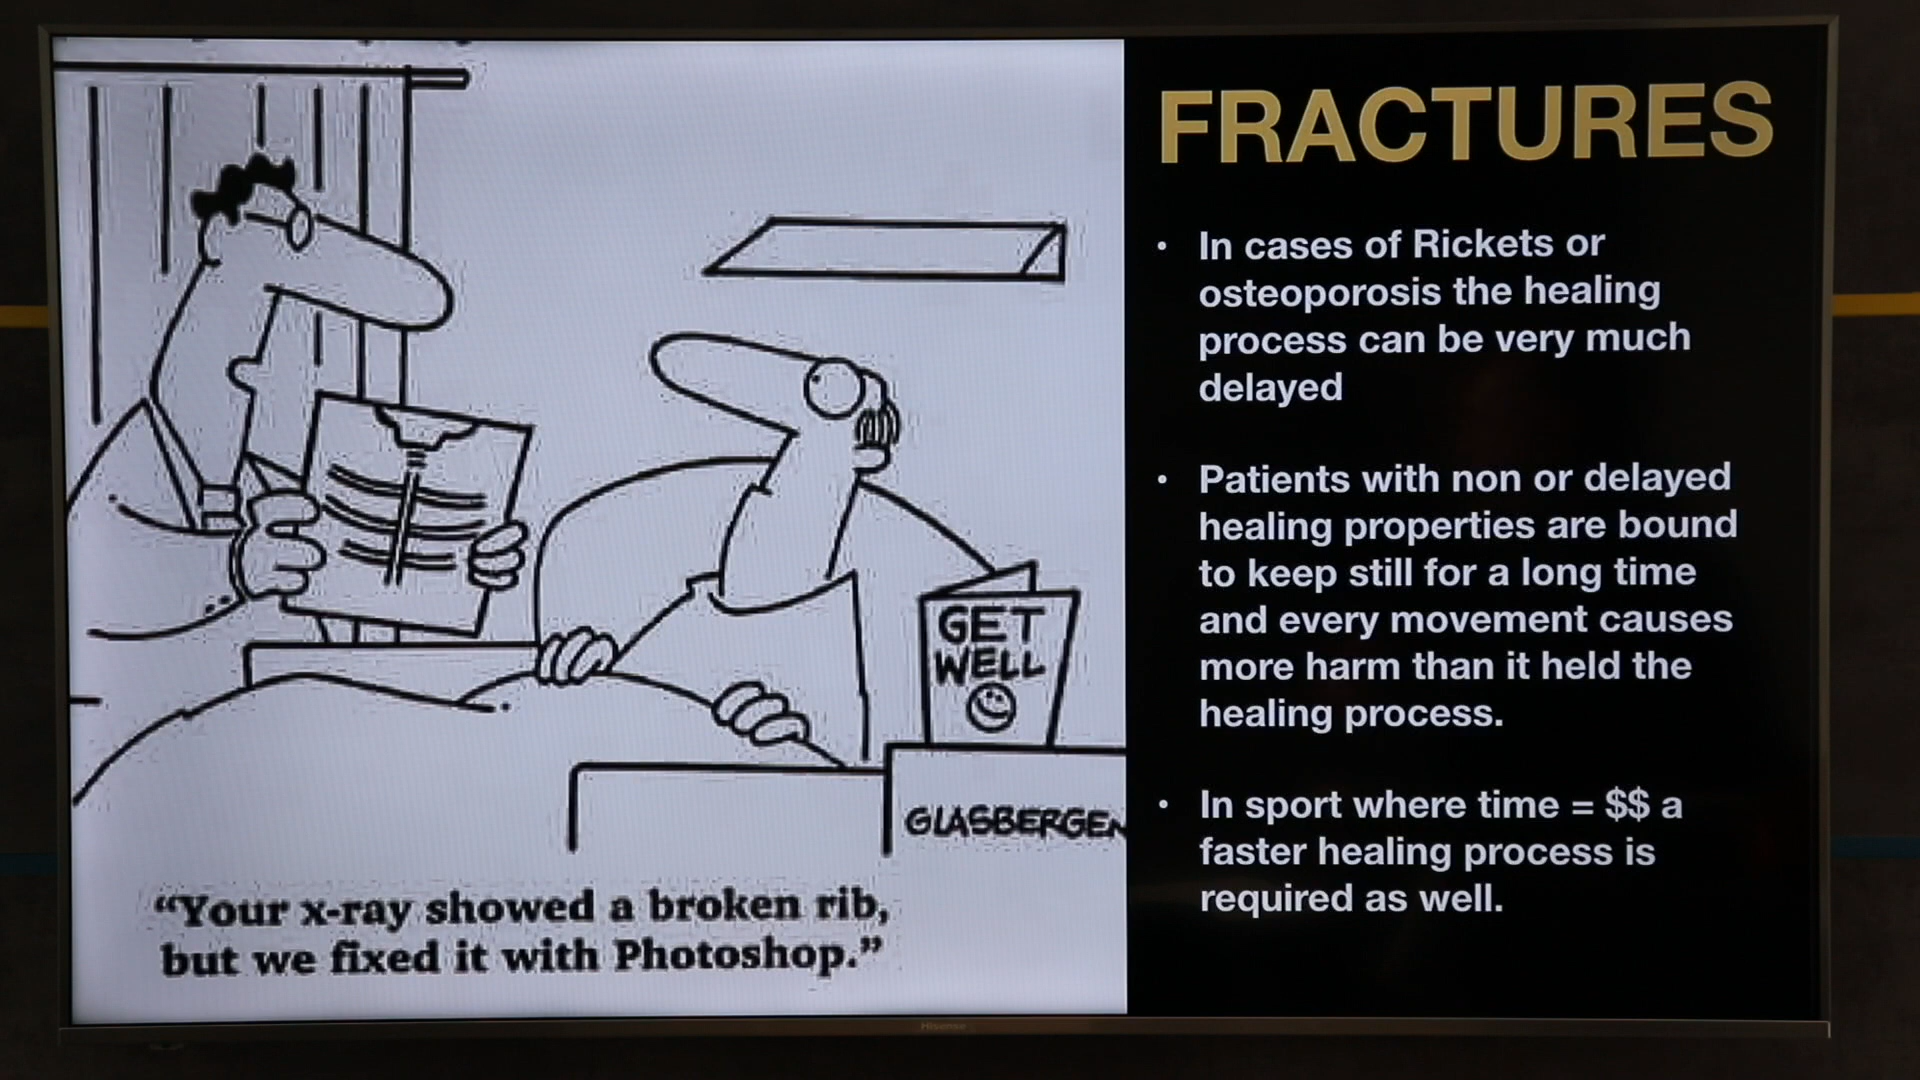 GET
WELL
GLASBERGEN
“Your x-ray showed a broken rib,
but we fixed it with Photoshop.”
FRACTURES
• In cases of Rickets or
osteoporosis the healing
process can be very much
delayed
• Patients with non or delayed
healing properties are bound
to keep still for a long time
and every movement causes
more harm than it held the
healing process.
• In sport where time = $$ a
faster healing process is
required as well.
Hisense